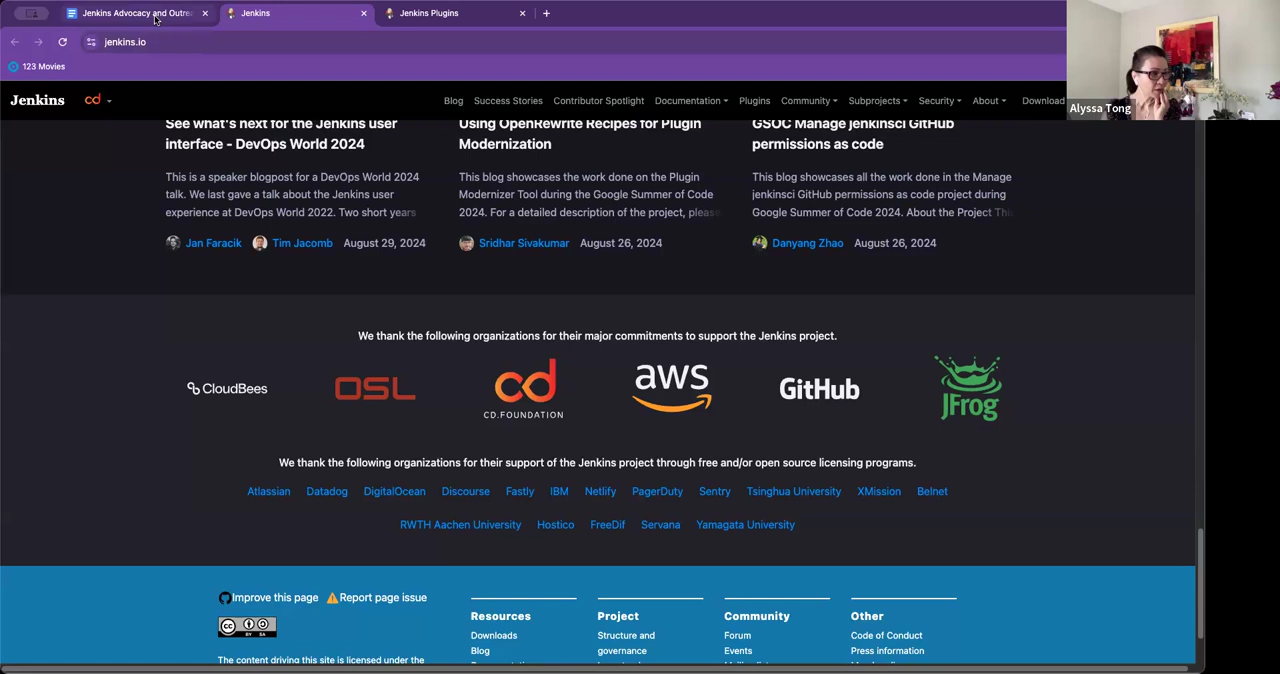 Jenkins Advocacy and Outrea
Jenkins
Jenkins Plugins
jenkins.io
123 Movies
Jenkins
cd
Blog
Success Stories
Contributor Spotlight
Documentation
Plugins
Community
Subprojects
Security
About
Download
Alyssa Tong
See what's next for the Jenkins user
interface - DevOps World 2024
This is a speaker blogpost for a DevOps World 2024
talk. We last gave a talk about the Jenkins user
experience at DevOps World 2022. Two short years
Jan Faracik
Tim Jacomb
August 29, 2024
Using OpenRewrite Recipes for Plugin
Modernization
This blog showcases the work done on the Plugin
Modernizer Tool during the Google Summer of Code
2024. For a detailed description of the project, please
Sridhar Sivakumar
August 26, 2024
GSOC Manage jenkinsci GitHub
permissions as code
This blog showcases all the work done in the Manage
jenkinsci GitHub permissions as code project during
Google Summer of Code 2024. About the Project This
Danyang Zhao
August 26, 2024
We thank the following organizations for their major commitments to support the Jenkins project.
CloudBees
OSL
cd
CD.FOUNDATION
aws
GitHub
JFrog
We thank the following organizations for their support of the Jenkins project through free and/or open source licensing programs.
Atlassian
Datadog
DigitalOcean
Discourse
Fastly
IBM
Netlify
PagerDuty
Sentry
Tsinghua University
XMission
Belnet
RWTH Aachen University
Hostico
FreeDif
Servana
Yamagata University
Improve this page
Report page issue
cc
BY SA
The content driving this site is licensed under the
Resources
Downloads
Blog
Project
Structure and
governance
Community
Forum
Events
Other
Code of Conduct
Press information